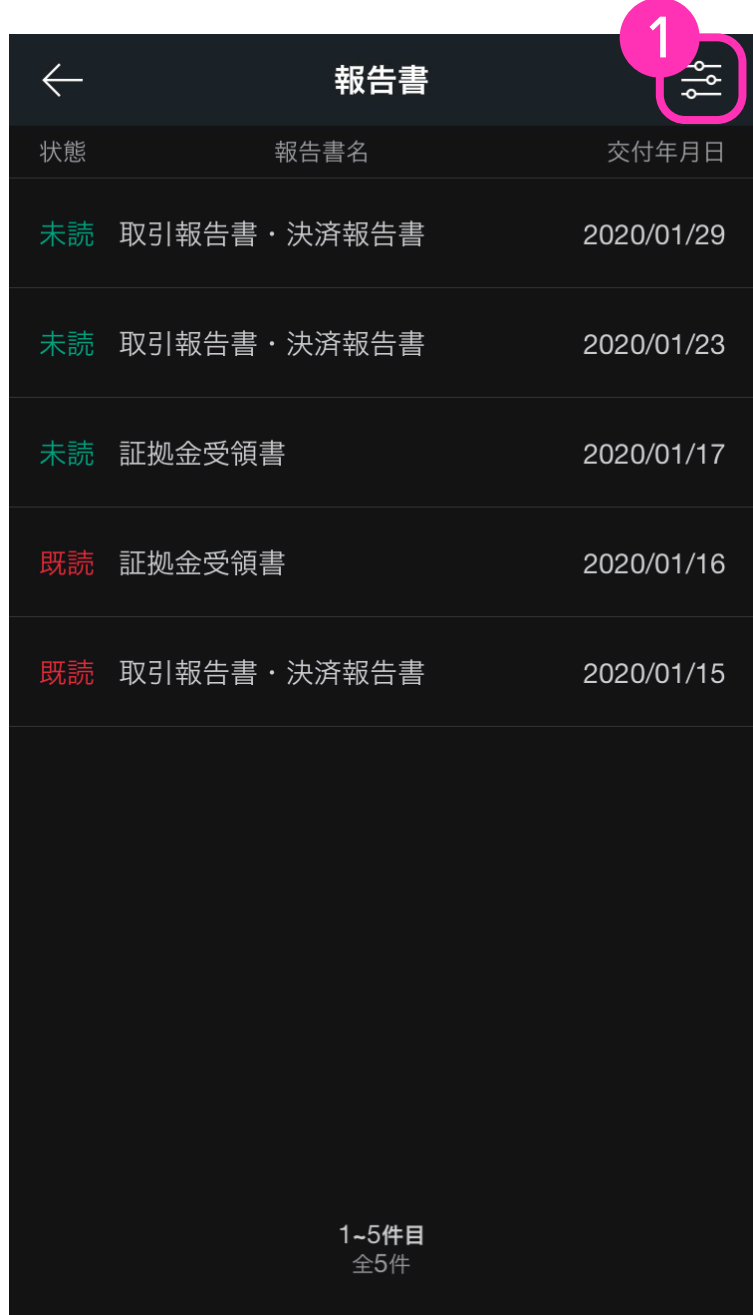 1
報告書
状態 報告書名 交付年月日
未読 取引報告書・決済報告書 2020/01/29
未読 取引報告書・決済報告書 2020/01/23
未読 証拠金受領書 2020/01/17
既読 証拠金受領書 2020/01/16
既読 取引報告書・決済報告書 2020/01/15
1~5件目
全5件